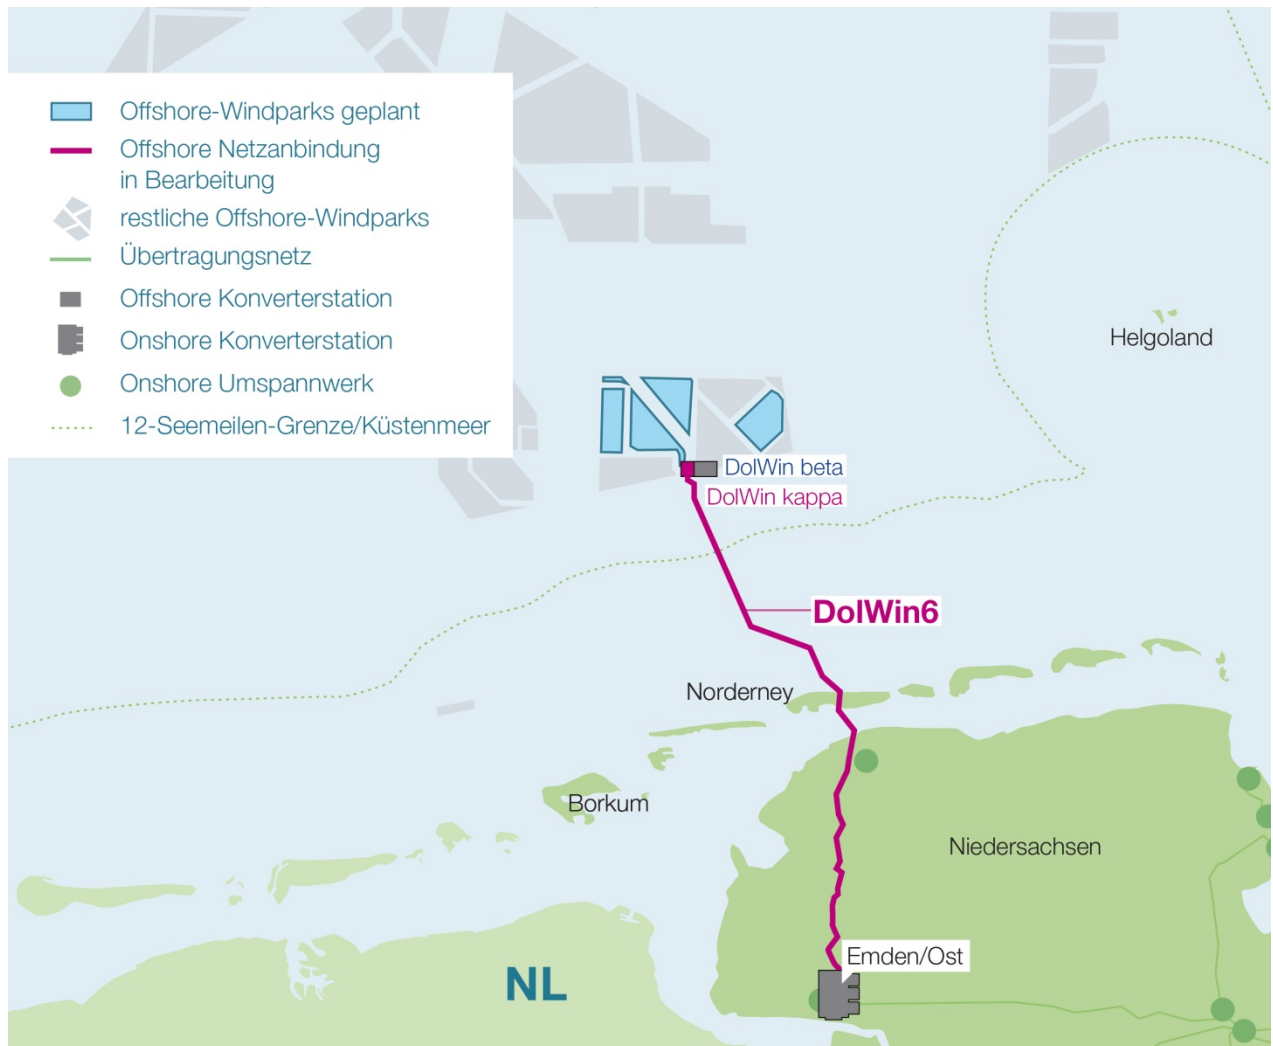 Offshore-Windparks geplant
Offshore Netzanbindung
in Bearbeitung
restliche Offshore-Windparks
Übertragungsnetz
Offshore Konverterstation
Onshore Konverterstation
Onshore Umspannwerk
12-Seemeilen-Grenze/Küstenmeer
Helgoland
DolWin beta
DolWin kappa
DolWin6
Norderney
Borkum
Niedersachsen
Emden/Ost
NL